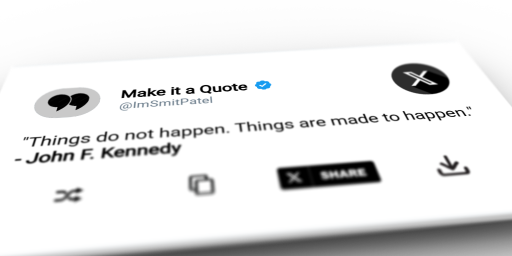 Make it a Quote
@ImSmitPatel
"Things do not happen. Things are made to happen."
- John F. Kennedy
X SHARE